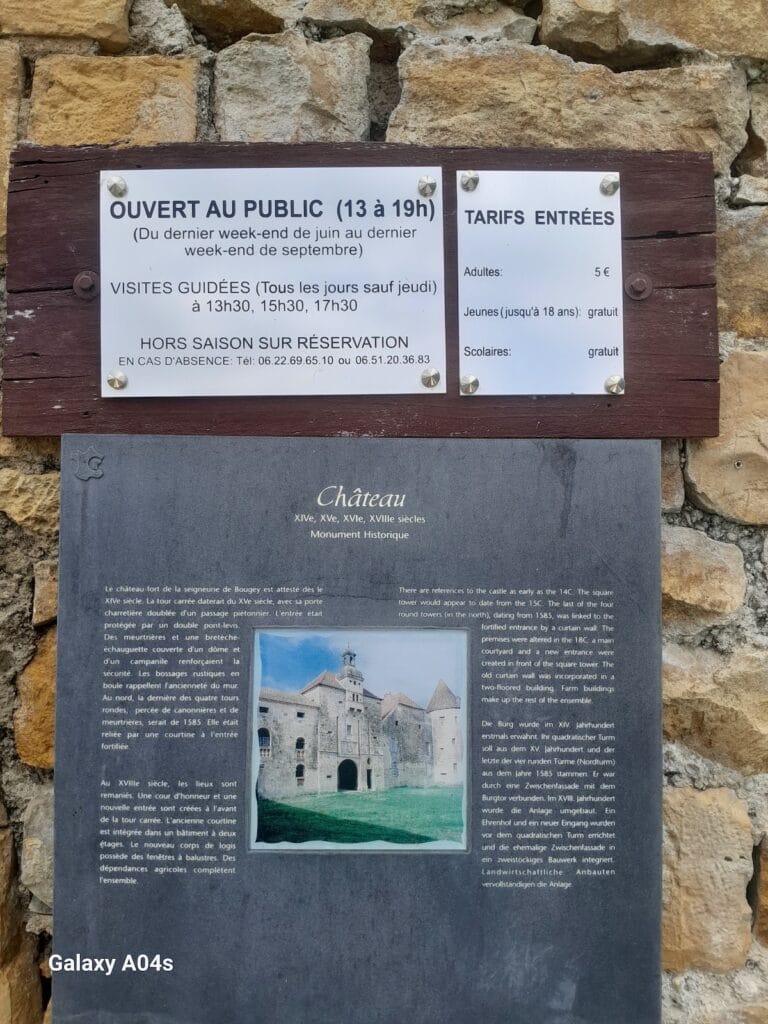 OUVERT AU PUBLIC (13 à 19h)
(Du dernier week-end de juin au dernier
week-end de septembre)
VISITES GUIDÉES (Tous les jours sauf jeudi)
à 13h30, 15h30, 17h30
HORS SAISON SUR RÉSERVATION
EN CAS D'ABSENCE: Tél: 06.22.69.65.10 ou 06.51.20.36.83
TARIFS ENTRÉES
Adultes: 5 €
Jeunes (jusqu'à 18 ans): gratuit
Scolaires: gratuit
Château
XIVe, XVe, XVIe, XVIIIe siècles
Monument Historique
Le château fort de la seigneurie de Bougey est attesté dès le
XIVe siècle. La tour carrée daterait du XVe siècle, avec sa porte
charretière doublée d'un passage piétonnier. L'entrée était
protégée par un double pont-levis.
Des meurtrières et une bretèche-
échauguette couverte d'un dôme et
d'un campanile renforçaient la
sécurité. Les bossages rustiques en
boule rappellent l'ancienneté du mur.
Au nord, la dernière des quatre tours
rondes, percée de canonnières et de
meurtrières, serait de 1585. Elle était
reliée par une courtine à l'entrée
fortifiée.
Au XVIIIe siècle, les lieux sont
remaniés. Une cour d'honneur et une
nouvelle entrée sont créées à l'avant
de la tour carrée. L'ancienne courtine
est intégrée dans un bâtiment à deux
étages. Le nouveau corps de logis
possède des fenêtres à balustres. Des
dépendances agricoles complètent
l'ensemble.
There are references to the castle as early as the 14C. The square
tower would appear to date from the 15C. The last of the four
round towers (in the north), dating from 1585, was linked to the
fortified entrance by a curtain wall. The
premises were altered in the 18C; a main
courtyard and a new entrance were
created in front of the square tower. The
old curtain wall was incorporated in a
two-floored building. Farm buildings
make up the rest of the ensemble.
Die Burg wurde im XIV. Jahrhundert
erstmals erwähnt. Ihr quadratischer Turm
soll aus dem XV. Jahrhundert und der
letzte der vier runden Türme (Nordturm)
aus dem Jahre 1585 stammen. Er war
durch eine Zwischenfassade mit dem
Burgtor verbunden. Im XVIII. Jahrhundert
wurde die Anlage umgebaut. Ein
Ehrenhof und ein neuer Eingang wurden
vor dem quadratischen Turm errichtet
und die ehemalige Zwischenfassade in
ein zweistöckiges Bauwerk integriert.
Landwirtschaftliche Anbauten
vervollständigen die Anlage.
Galaxy A04s